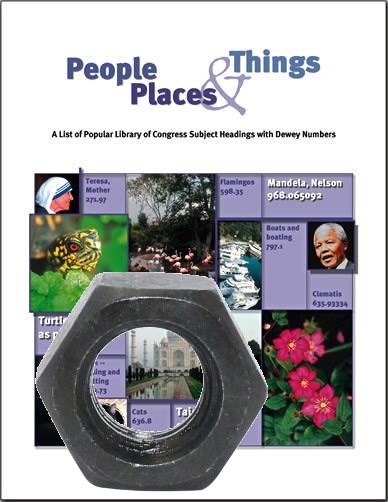 People
Places & Things
A List of Popular Library of Congress Subject Headings with Dewey Numbers
Teresa,
Mother
271.97
Flamingos
598.35
Mandela, Nelson
968.065092
Boats and
boating
797.1
Clematis
635.93334
as
Cats
636.8